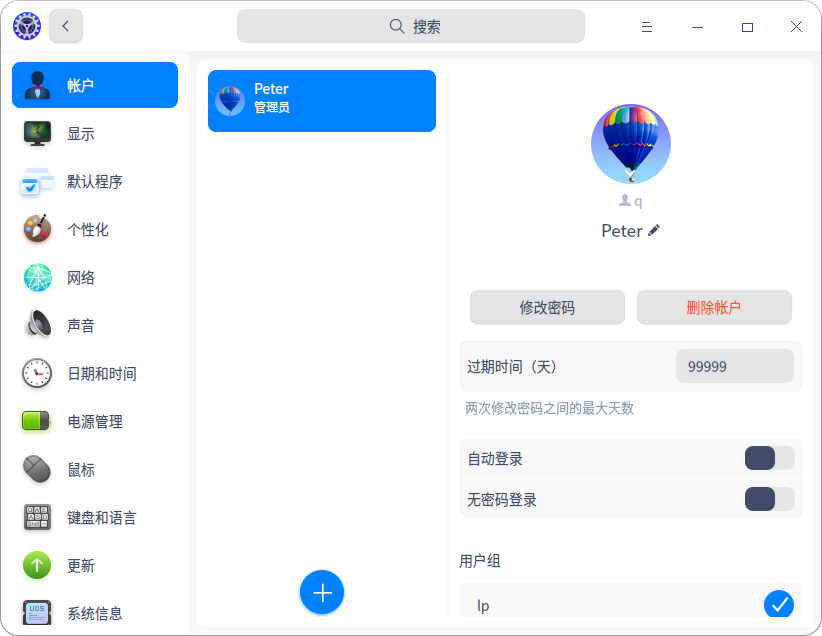 搜索
帐户
显示
默认程序
个性化
网络
声音
日期和时间
电源管理
鼠标
键盘和语言
更新
UOS
系统信息
Peter
管理员
q
Peter
修改密码
删除帐户
过期时间（天）
99999
两次修改密码之间的最大天数
自动登录
无密码登录
用户组
lp